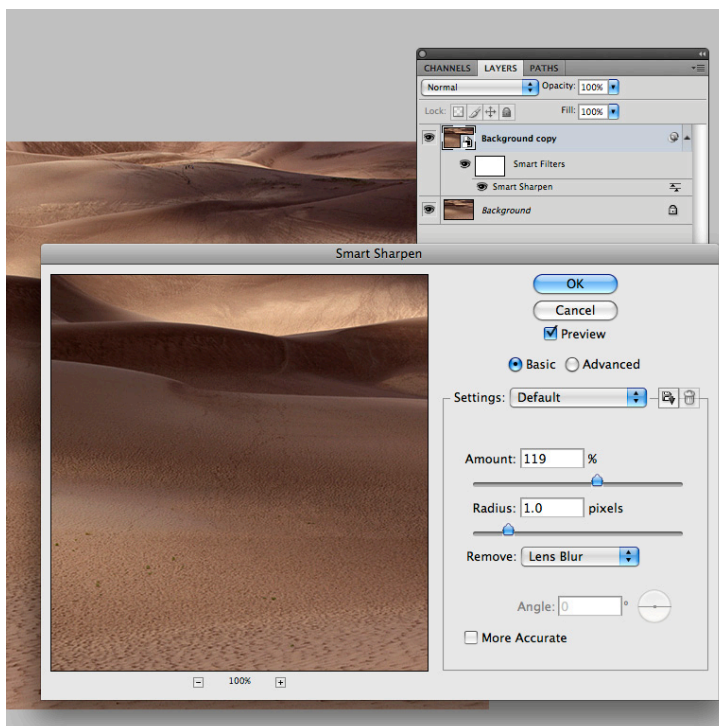 CHANNELS LAYERS PATHS
Normal Opacity: 100%
Lock: Fill: 100%
Background copy
Smart Filters
Smart Sharpen
Background
Smart Sharpen
OK
Cancel
Preview
Basic Advanced
Settings: Default
Amount: 119 %
Radius: 1.0 pixels
Remove: Lens Blur
Angle: 0 °
More Accurate
100%